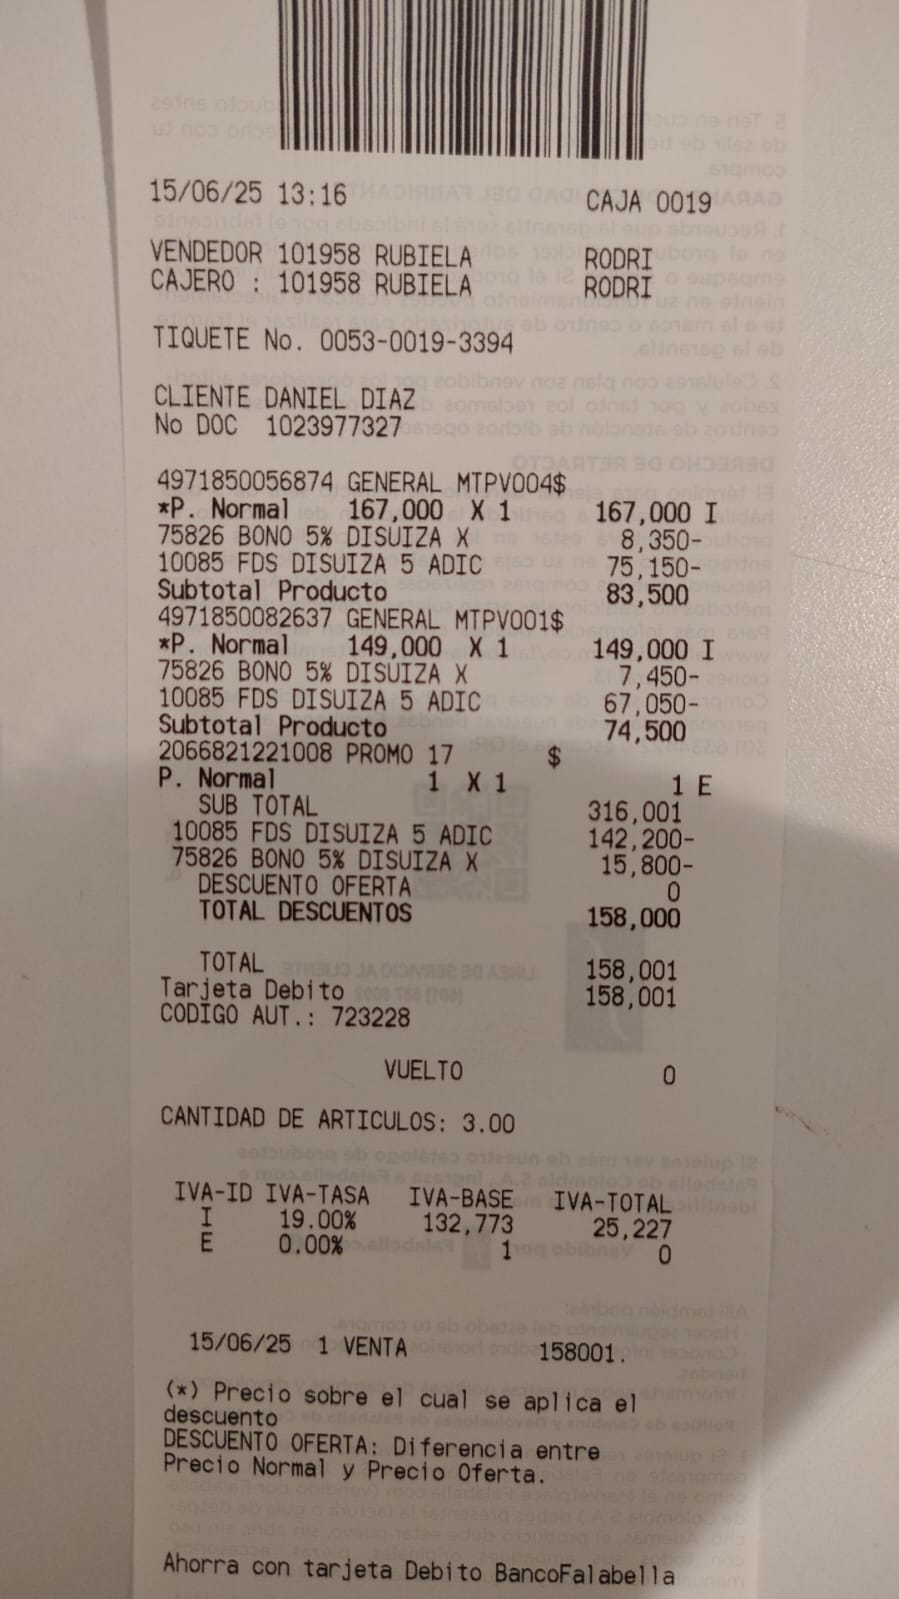 15/06/25 13:16 CAJA 0019
VENDEDOR 101958 RUBIELA RODRI
CAJERO : 101958 RUBIELA RODRI
TIQUETE No. 0053-0019-3394
CLIENTE DANIEL DIAZ
No DOC 1023977327
4971850056874 GENERAL MTPV004$
*P. Normal 167,000 X 1 167,000 I
75826 BONO 5% DISUIZA X 8,350-
10085 FDS DISUIZA 5 ADIC 75,150-
Subtotal Producto 83,500
4971850082637 GENERAL MTPV001$
*P. Normal 149,000 X 1 149,000 I
75826 BONO 5% DISUIZA X 7,450-
10085 FDS DISUIZA 5 ADIC 67,050-
Subtotal Producto 74,500
2066821221008 PROMO 17 $
P. Normal 1 X 1 1 E
SUB TOTAL 316,001
10085 FDS DISUIZA 5 ADIC 142,200-
75826 BONO 5% DISUIZA X 15,800-
DESCUENTO OFERTA 0
TOTAL DESCUENTOS 158,000
TOTAL 158,001
Tarjeta Debito 158,001
CODIGO AUT.: 723228
VUELTO 0
CANTIDAD DE ARTICULOS: 3.00
IVA-ID IVA-TASA IVA-BASE IVA-TOTAL
I 19.00% 132,773 25,227
E 0.00% 1 0
15/06/25 1 VENTA 158001.
(*) Precio sobre el cual se aplica el
descuento
DESCUENTO OFERTA: Diferencia entre
Precio Normal y Precio Oferta.
Ahorra con tarjeta Debito BancoFalabella